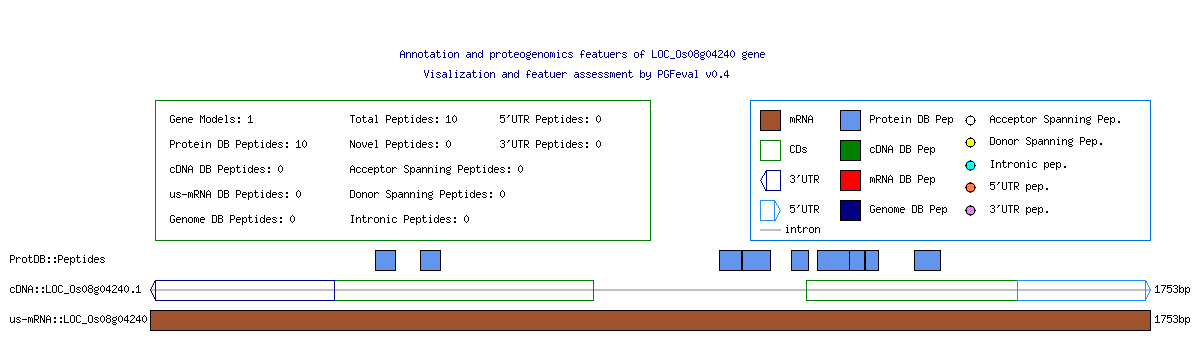 Annotation and proteogenomics featuers of LOC_Os08g04240 gene
Visalization and featuer assessment by PGFeval v0.4
Gene Models: 1 Total Peptides: 10 5'UTR Peptides: 0
Protein DB Peptides: 10 Novel Peptides: 0 3'UTR Peptides: 0
cDNA DB Peptides: 0 Acceptor Spanning Peptides: 0
us-mRNA DB Peptides: 0 Donor Spanning Peptides: 0
Genome DB Peptides: 0 Intronic Peptides: 0
mRNA Protein DB Pep Acceptor Spanning Pep.
CDs cDNA DB Pep Donor Spanning Pep.
3'UTR mRNA DB Pep Intronic pep.
5'UTR Genome DB Pep 5'UTR pep.
intron 3'UTR pep.
ProtDB::Peptides
cDNA::LOC_Os08g04240.1 1753bp
us-mRNA::LOC_Os08g04240 1753bp